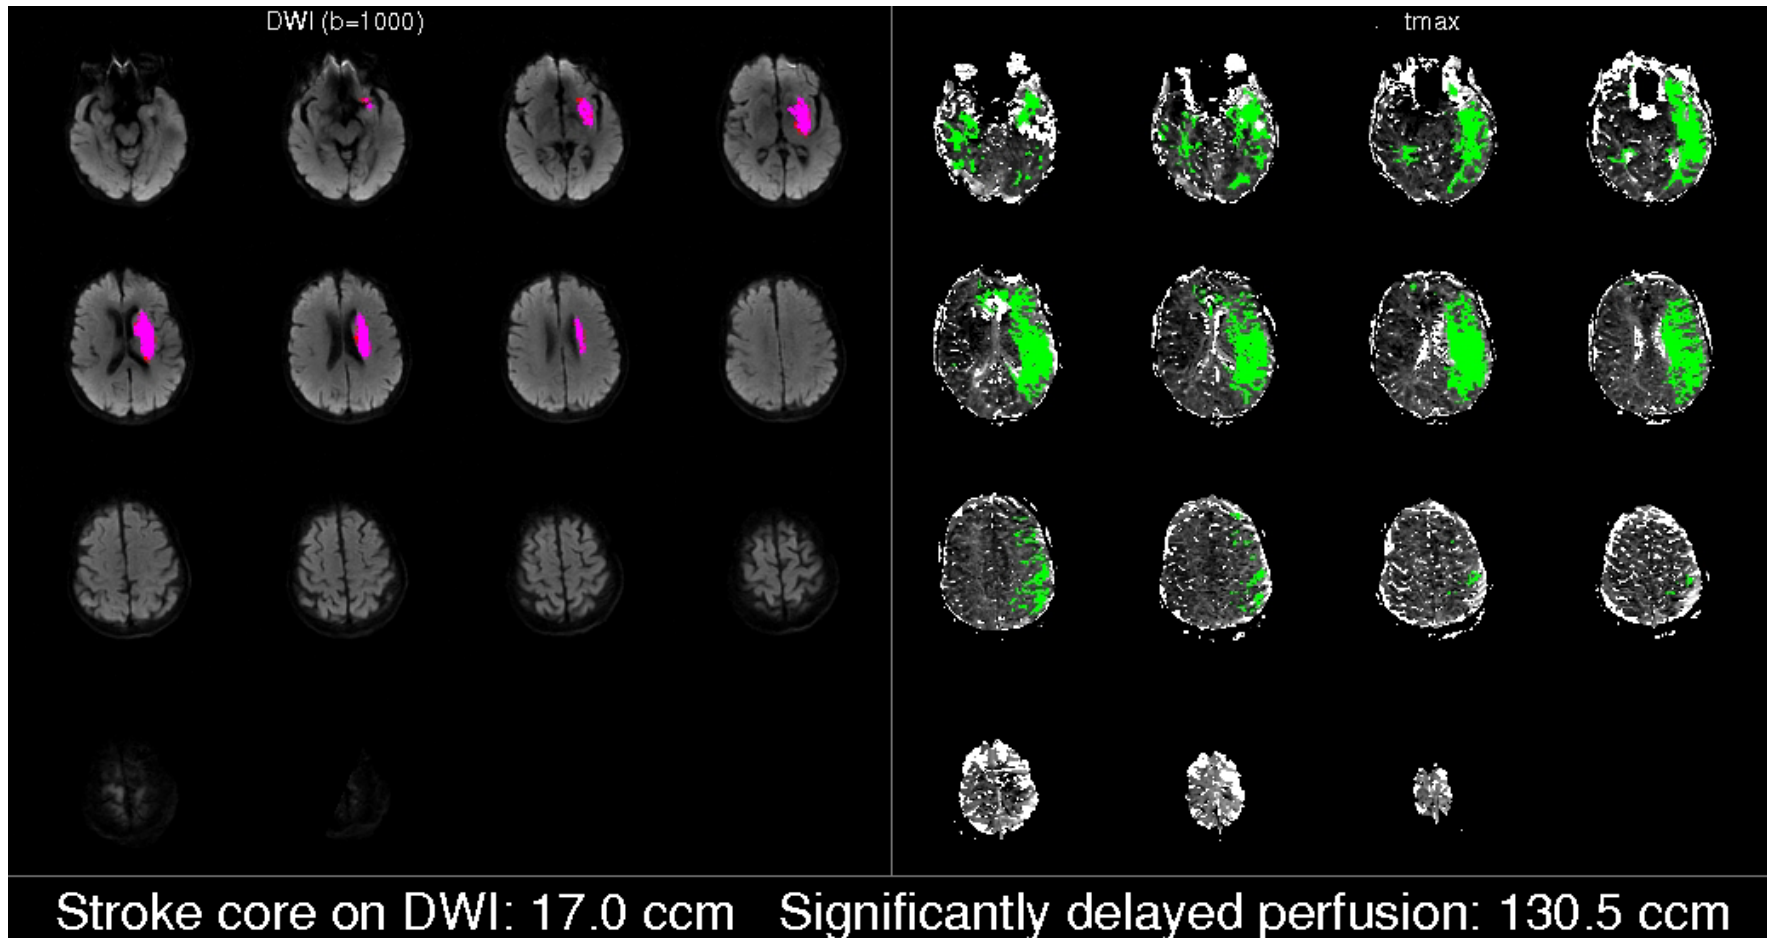 DWI (b=1000)
tmax
Stroke core on DWI: 17.0 ccm
Significantly delayed perfusion: 130.5 ccm